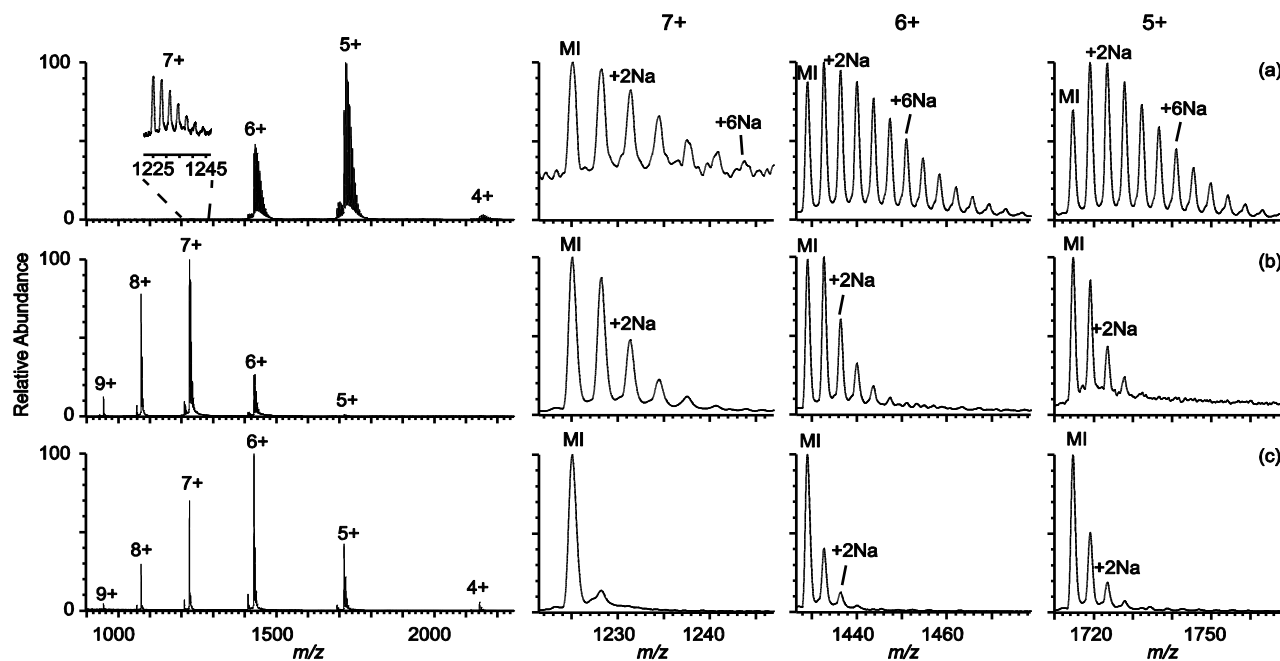 7+ 6+ 5+
100 7+ 6+ 5+ 4+ MI +2Na +6Na MI +2Na +6Na MI +2Na +6Na (a)
1225 1245
0
Relative Abundance
100 9+ 8+ 7+ 6+ 5+ MI +2Na MI +2Na MI +2Na (b)
0
100 9+ 8+ 7+ 6+ 5+ 4+ MI MI +2Na MI +2Na (c)
0
1000 1500 2000 1230 1240 1440 1460 1720 1750
m/z m/z m/z m/z